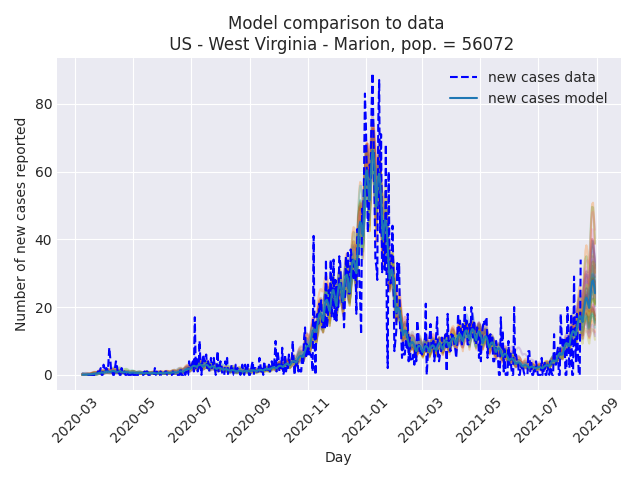 Model comparison to data
US - West Virginia - Marion, pop. = 56072
new cases data
new cases model
Number of new cases reported
80
60
40
20
0
2020-03
2020-05
2020-07
2020-09
2020-11
2021-01
2021-03
2021-05
2021-07
2021-09
Day